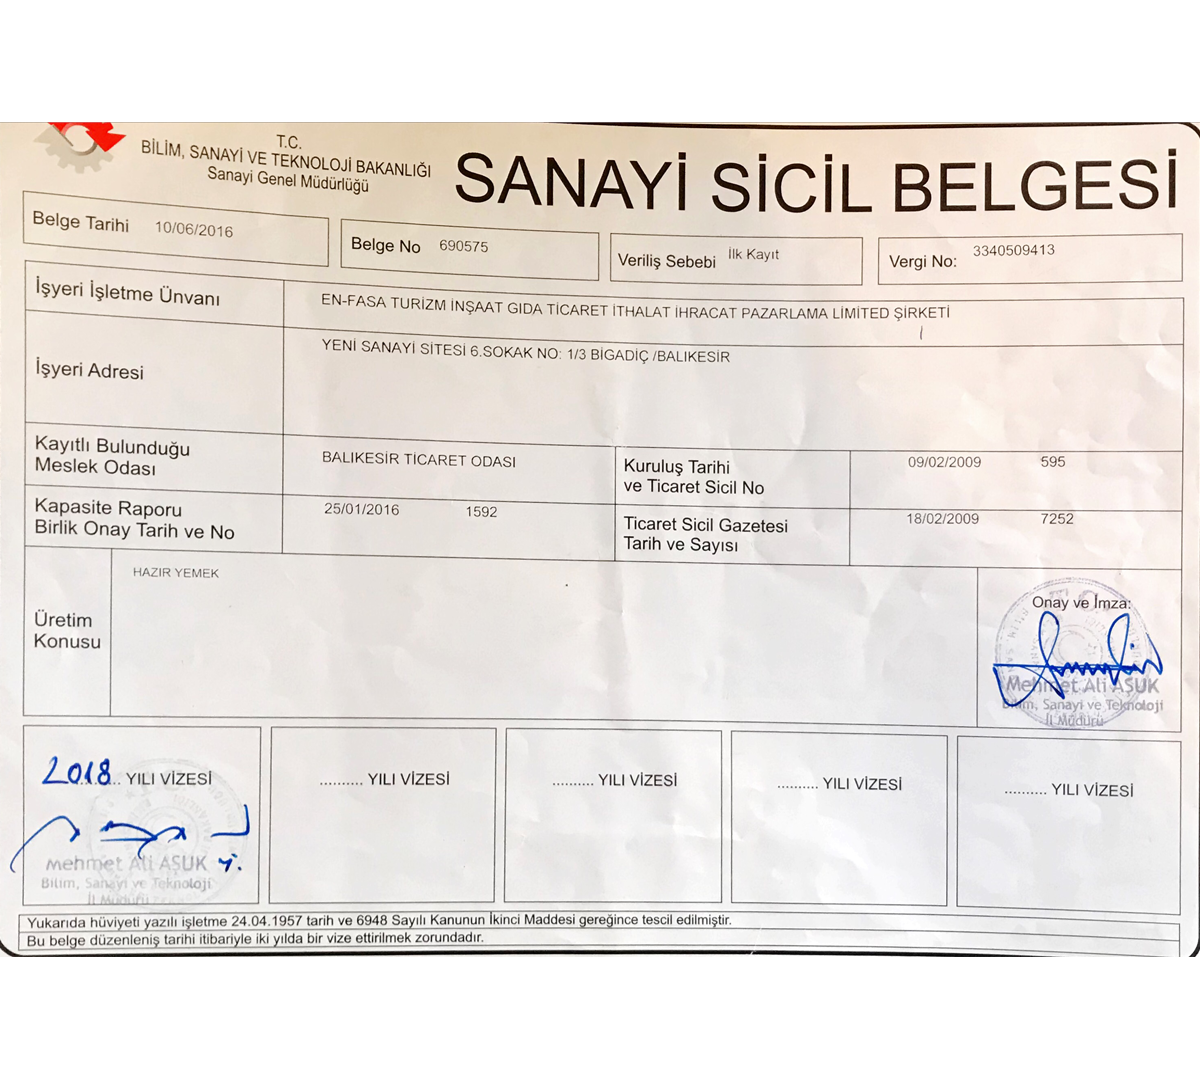 T.C.
BİLİM, SANAYİ VE TEKNOLOJİ BAKANLIĞI
Sanayi Genel Müdürlüğü
SANAYİ SİCİL BELGESİ
Belge Tarihi 10/06/2016
Belge No 690575
Veriliş Sebebi İlk Kayıt
Vergi No: 3340509413
İşyeri İşletme Ünvanı
EN-FASA TURİZM İNŞAAT GIDA TİCARET İTHALAT İHRACAT PAZARLAMA LİMİTED ŞİRKETİ
İşyeri Adresi
YENİ SANAYİ SİTESİ 6.SOKAK NO: 1/3 BİGADİÇ /BALIKESİR
Kayıtlı Bulunduğu
Meslek Odası
BALIKESİR TİCARET ODASI
Kuruluş Tarihi
ve Ticaret Sicil No
09/02/2009 595
Kapasite Raporu
Birlik Onay Tarih ve No
25/01/2016 1592
Ticaret Sicil Gazetesi
Tarih ve Sayısı
18/02/2009 7252
Üretim
Konusu
HAZIR YEMEK
Onay ve İmza:
Mehmet Ali AŞUK
Bilim, Sanayi ve Teknoloji
İl Müdürü
2018... YILI VİZESİ
Mehmet Ali AŞUK
Bilim, Sanayi ve Teknoloji
İl Müdürü
.......... YILI VİZESİ
.......... YILI VİZESİ
.......... YILI VİZESİ
.......... YILI VİZESİ
Yukarıda hüviyeti yazılı işletme 24.04.1957 tarih ve 6948 Sayılı Kanunun İkinci Maddesi gereğince tescil edilmiştir.
Bu belge düzenleniş tarihi itibariyle iki yılda bir vize ettirilmek zorundadır.